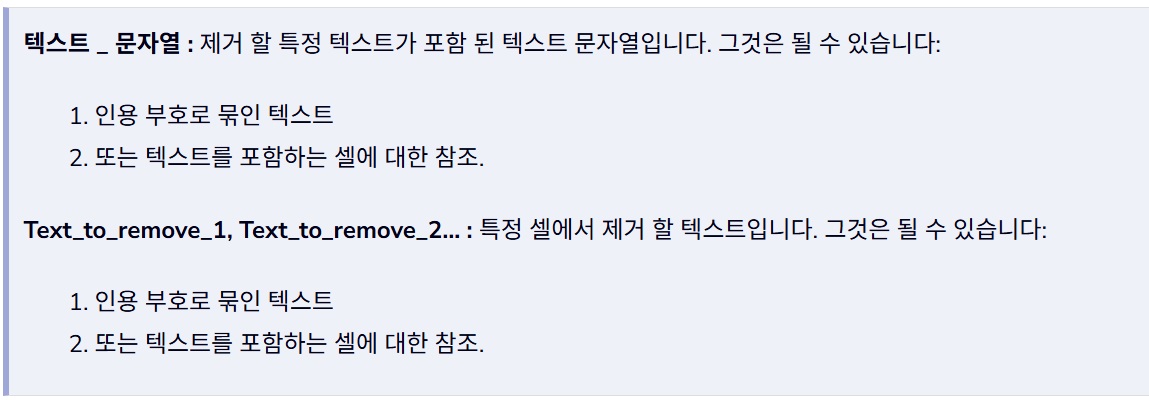 텍스트 _ 문자열 : 제거 할 특정 텍스트가 포함 된 텍스트 문자열입니다. 그것은 될 수 있습니다:
1. 인용 부호로 묶인 텍스트
2. 또는 텍스트를 포함하는 셀에 대한 참조.
Text_to_remove_1, Text_to_remove_2... : 특정 셀에서 제거 할 텍스트입니다. 그것은 될 수 있습니다:
1. 인용 부호로 묶인 텍스트
2. 또는 텍스트를 포함하는 셀에 대한 참조.